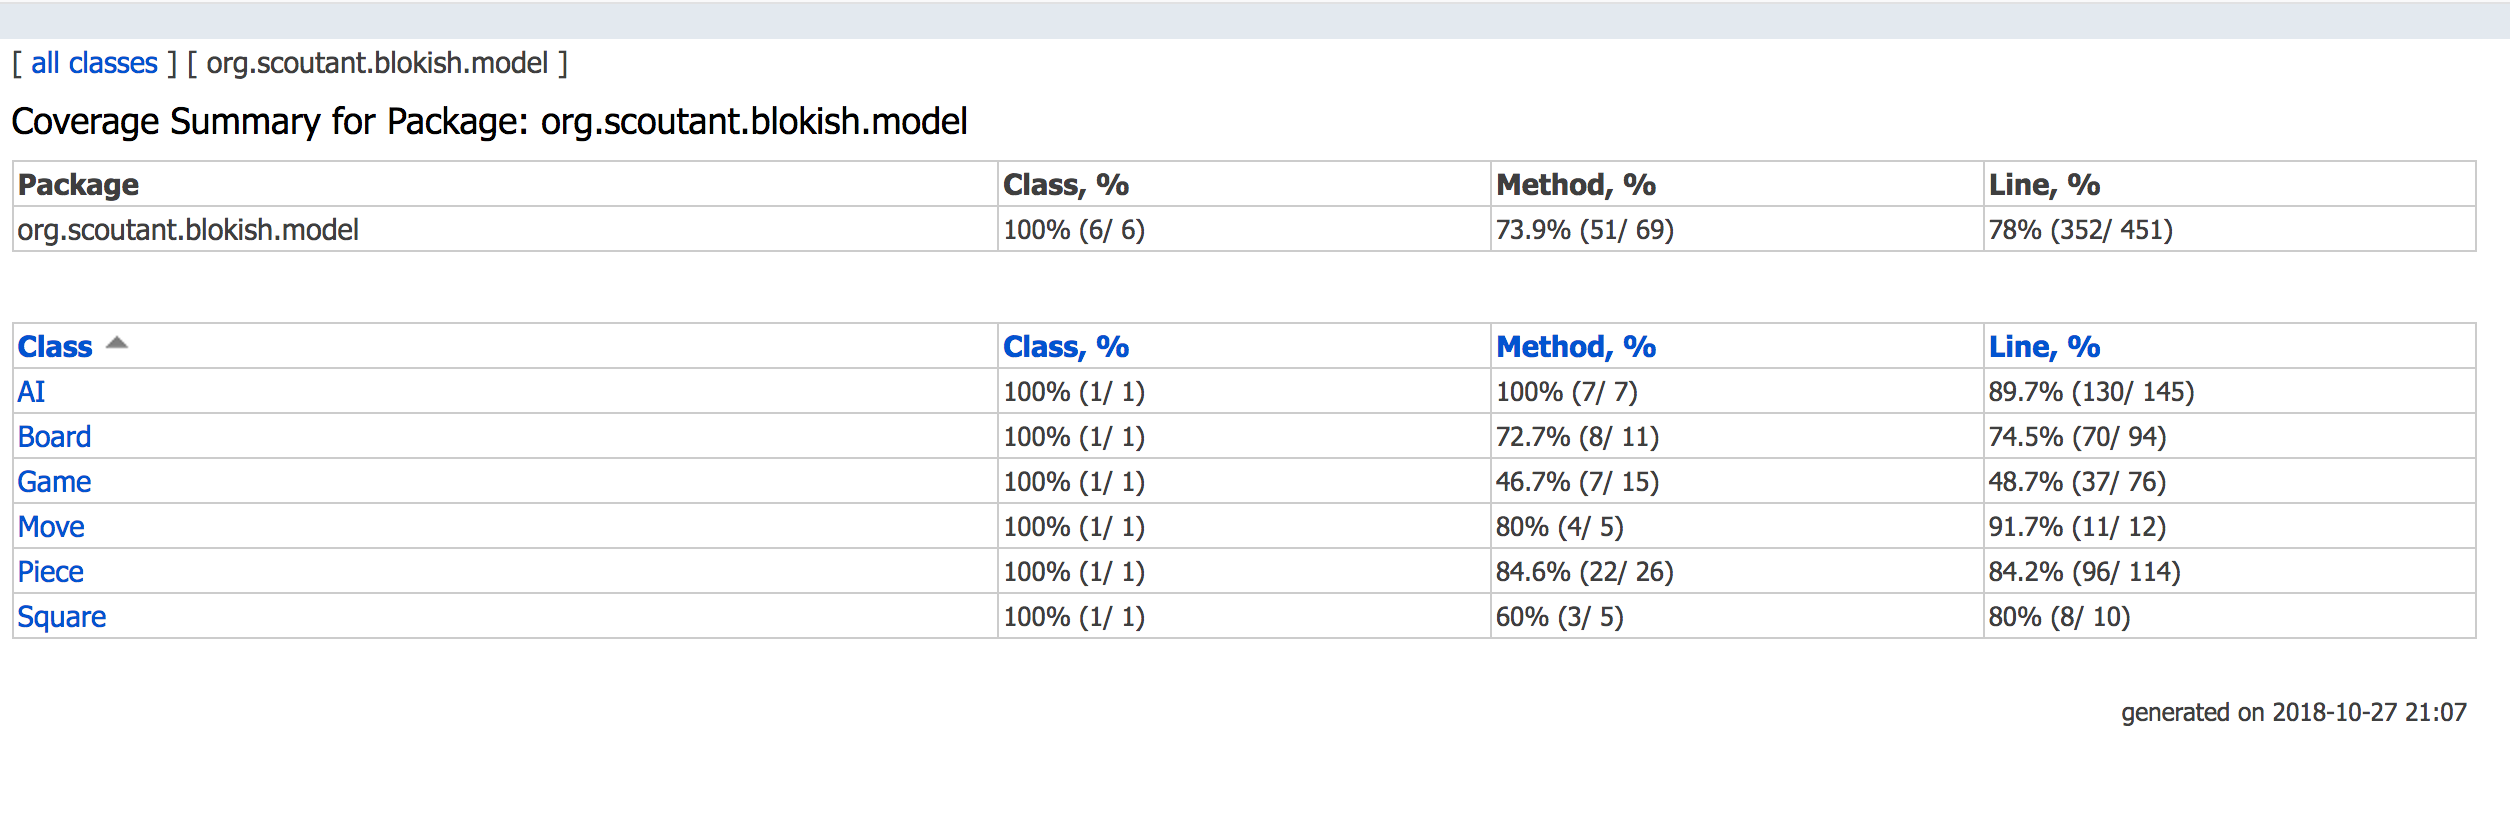 [ all classes ] [ org.scoutant.blokish.model ]
Coverage Summary for Package: org.scoutant.blokish.model
Package Class, % Method, % Line, %
org.scoutant.blokish.model 100% (6/ 6) 73.9% (51/ 69) 78% (352/ 451)
Class Class, % Method, % Line, %
AI 100% (1/ 1) 100% (7/ 7) 89.7% (130/ 145)
Board 100% (1/ 1) 72.7% (8/ 11) 74.5% (70/ 94)
Game 100% (1/ 1) 46.7% (7/ 15) 48.7% (37/ 76)
Move 100% (1/ 1) 80% (4/ 5) 91.7% (11/ 12)
Piece 100% (1/ 1) 84.6% (22/ 26) 84.2% (96/ 114)
Square 100% (1/ 1) 60% (3/ 5) 80% (8/ 10)
generated on 2018-10-27 21:07